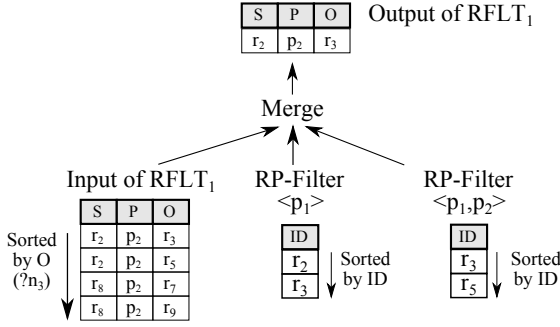 S P O
Output of RFLT₁
r₂ p₂ r₃
Merge
Input of RFLT₁
RP-Filter
<p₁>
RP-Filter
<p₁,p₂>
S P O
r₂ p₂ r₃
r₂ p₂ r₅
r₈ p₂ r₇
r₈ p₂ r₉
Sorted
by O
(?n₃)
ID
r₂
r₃
Sorted
by ID
ID
r₃
r₅
Sorted
by ID